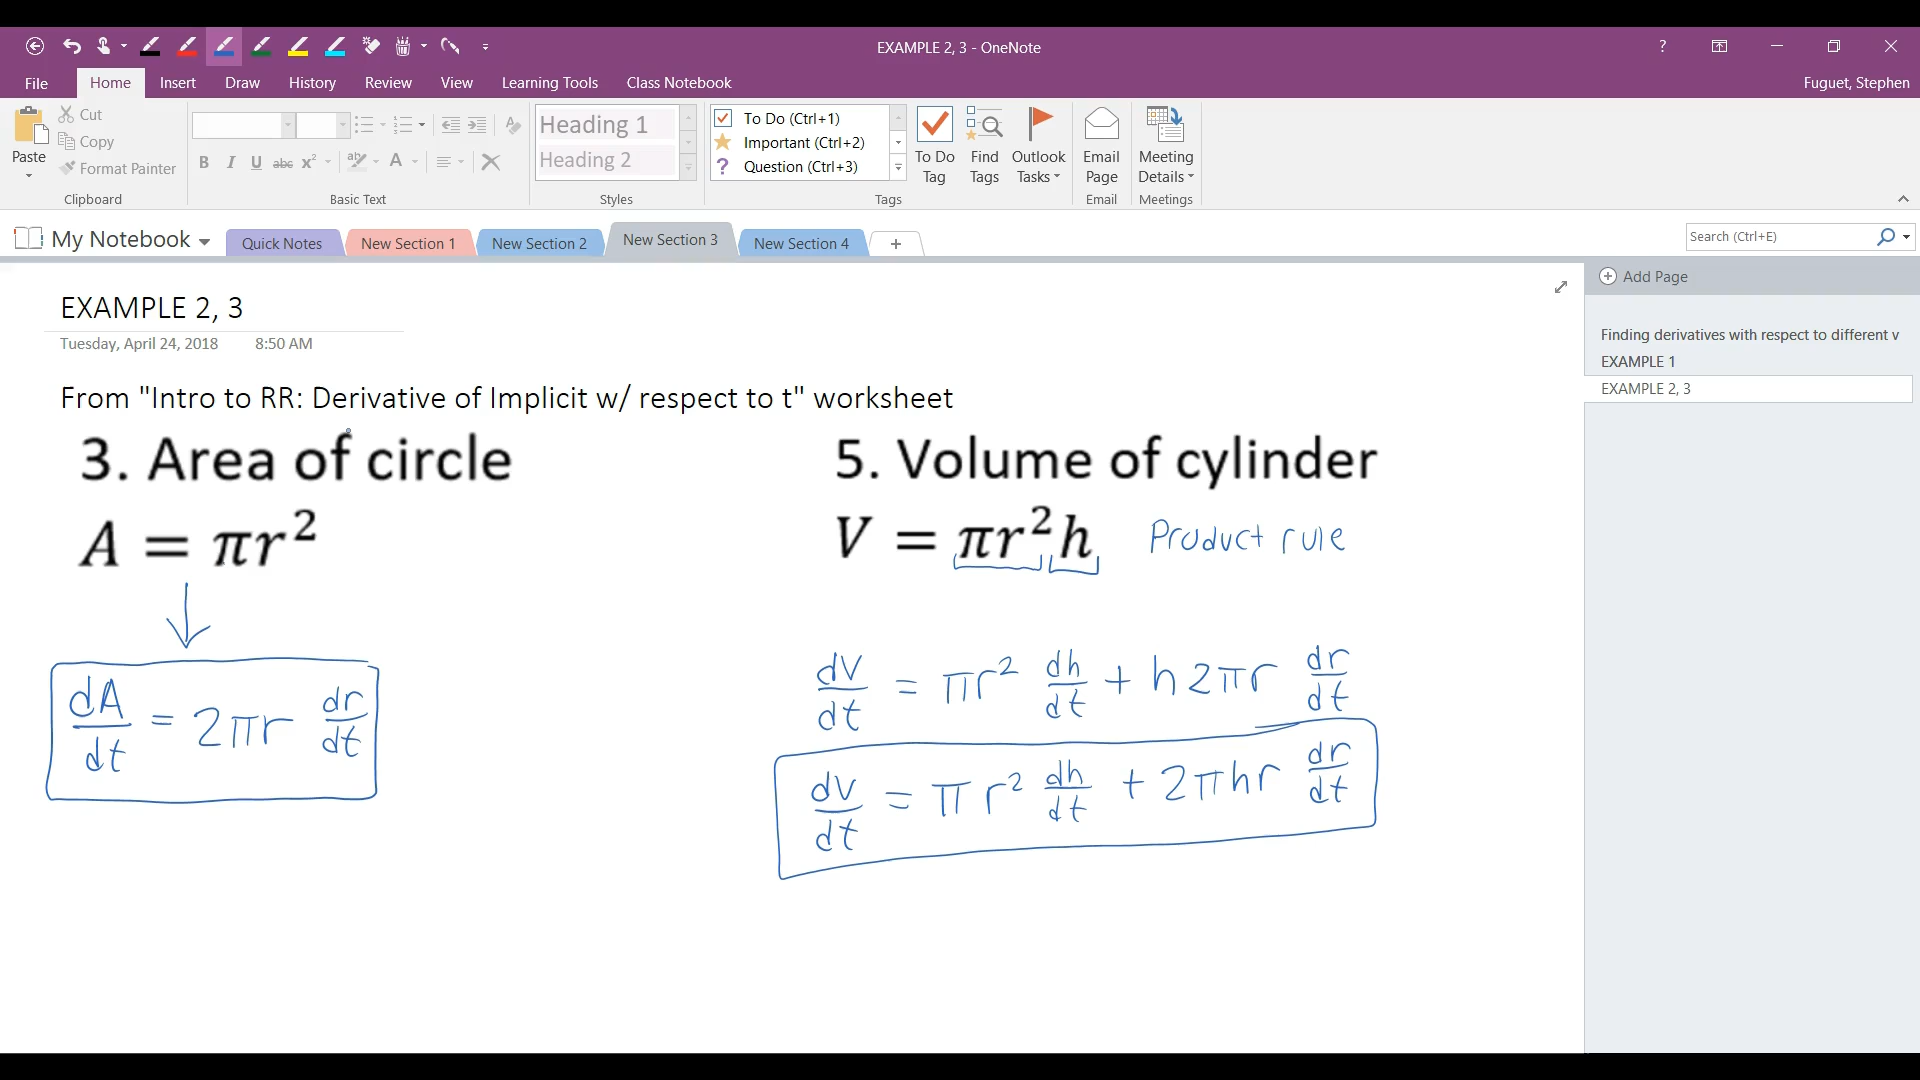 EXAMPLE 2, 3 - OneNote
?
File Home Insert Draw History Review View Learning Tools Class Notebook
Fuguet, Stephen
Paste
Cut
Copy
Format Painter
Clipboard
B I U abc x² ab A
Basic Text
Heading 1
Heading 2
Styles
To Do (Ctrl+1)
Important (Ctrl+2)
? Question (Ctrl+3)
To Do
Tag
Find
Tags
Outlook
Tasks
Tags
Email
Page
Email
Meeting
Details
Meetings
My Notebook
Quick Notes
New Section 1
New Section 2
New Section 3
New Section 4
+
Search (Ctrl+E)
Add Page
Finding derivatives with respect to different v
EXAMPLE 1
EXAMPLE 2, 3
EXAMPLE 2, 3
Tuesday, April 24, 2018 8:50 AM
From "Intro to RR: Derivative of Implicit w/ respect to t" worksheet
3. Area of circle
A = πr²
dA/dt = 2πr dr/dt
5. Volume of cylinder
V = πr²h Product rule
dV/dt = πr² dh/dt + h2πr dr/dt
dV/dt = πr² dh/dt + 2πhr dr/dt